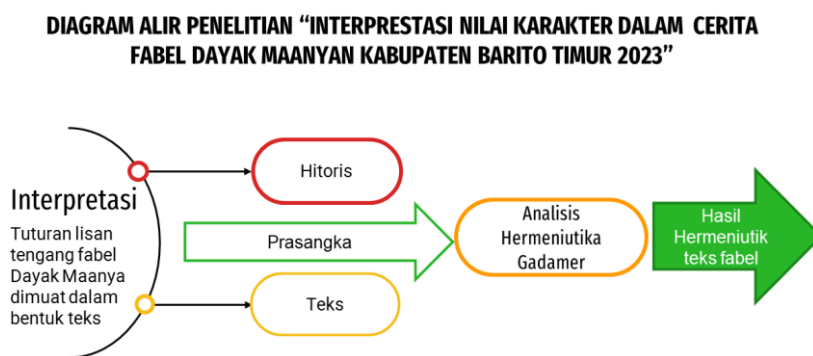 DIAGRAM ALIR PENELITIAN “INTERPRESTASI NILAI KARAKTER DALAM CERITA
FABEL DAYAK MAANYAN KABUPATEN BARITO TIMUR 2023”
Interpretasi
Tuturan lisan
tengang fabel
Dayak Maanya
dimuat dalam
bentuk teks
Hitoris
Prasangka
Teks
Analisis
Hermeniutika
Gadamer
Hasil
Hermeniutik
teks fabel